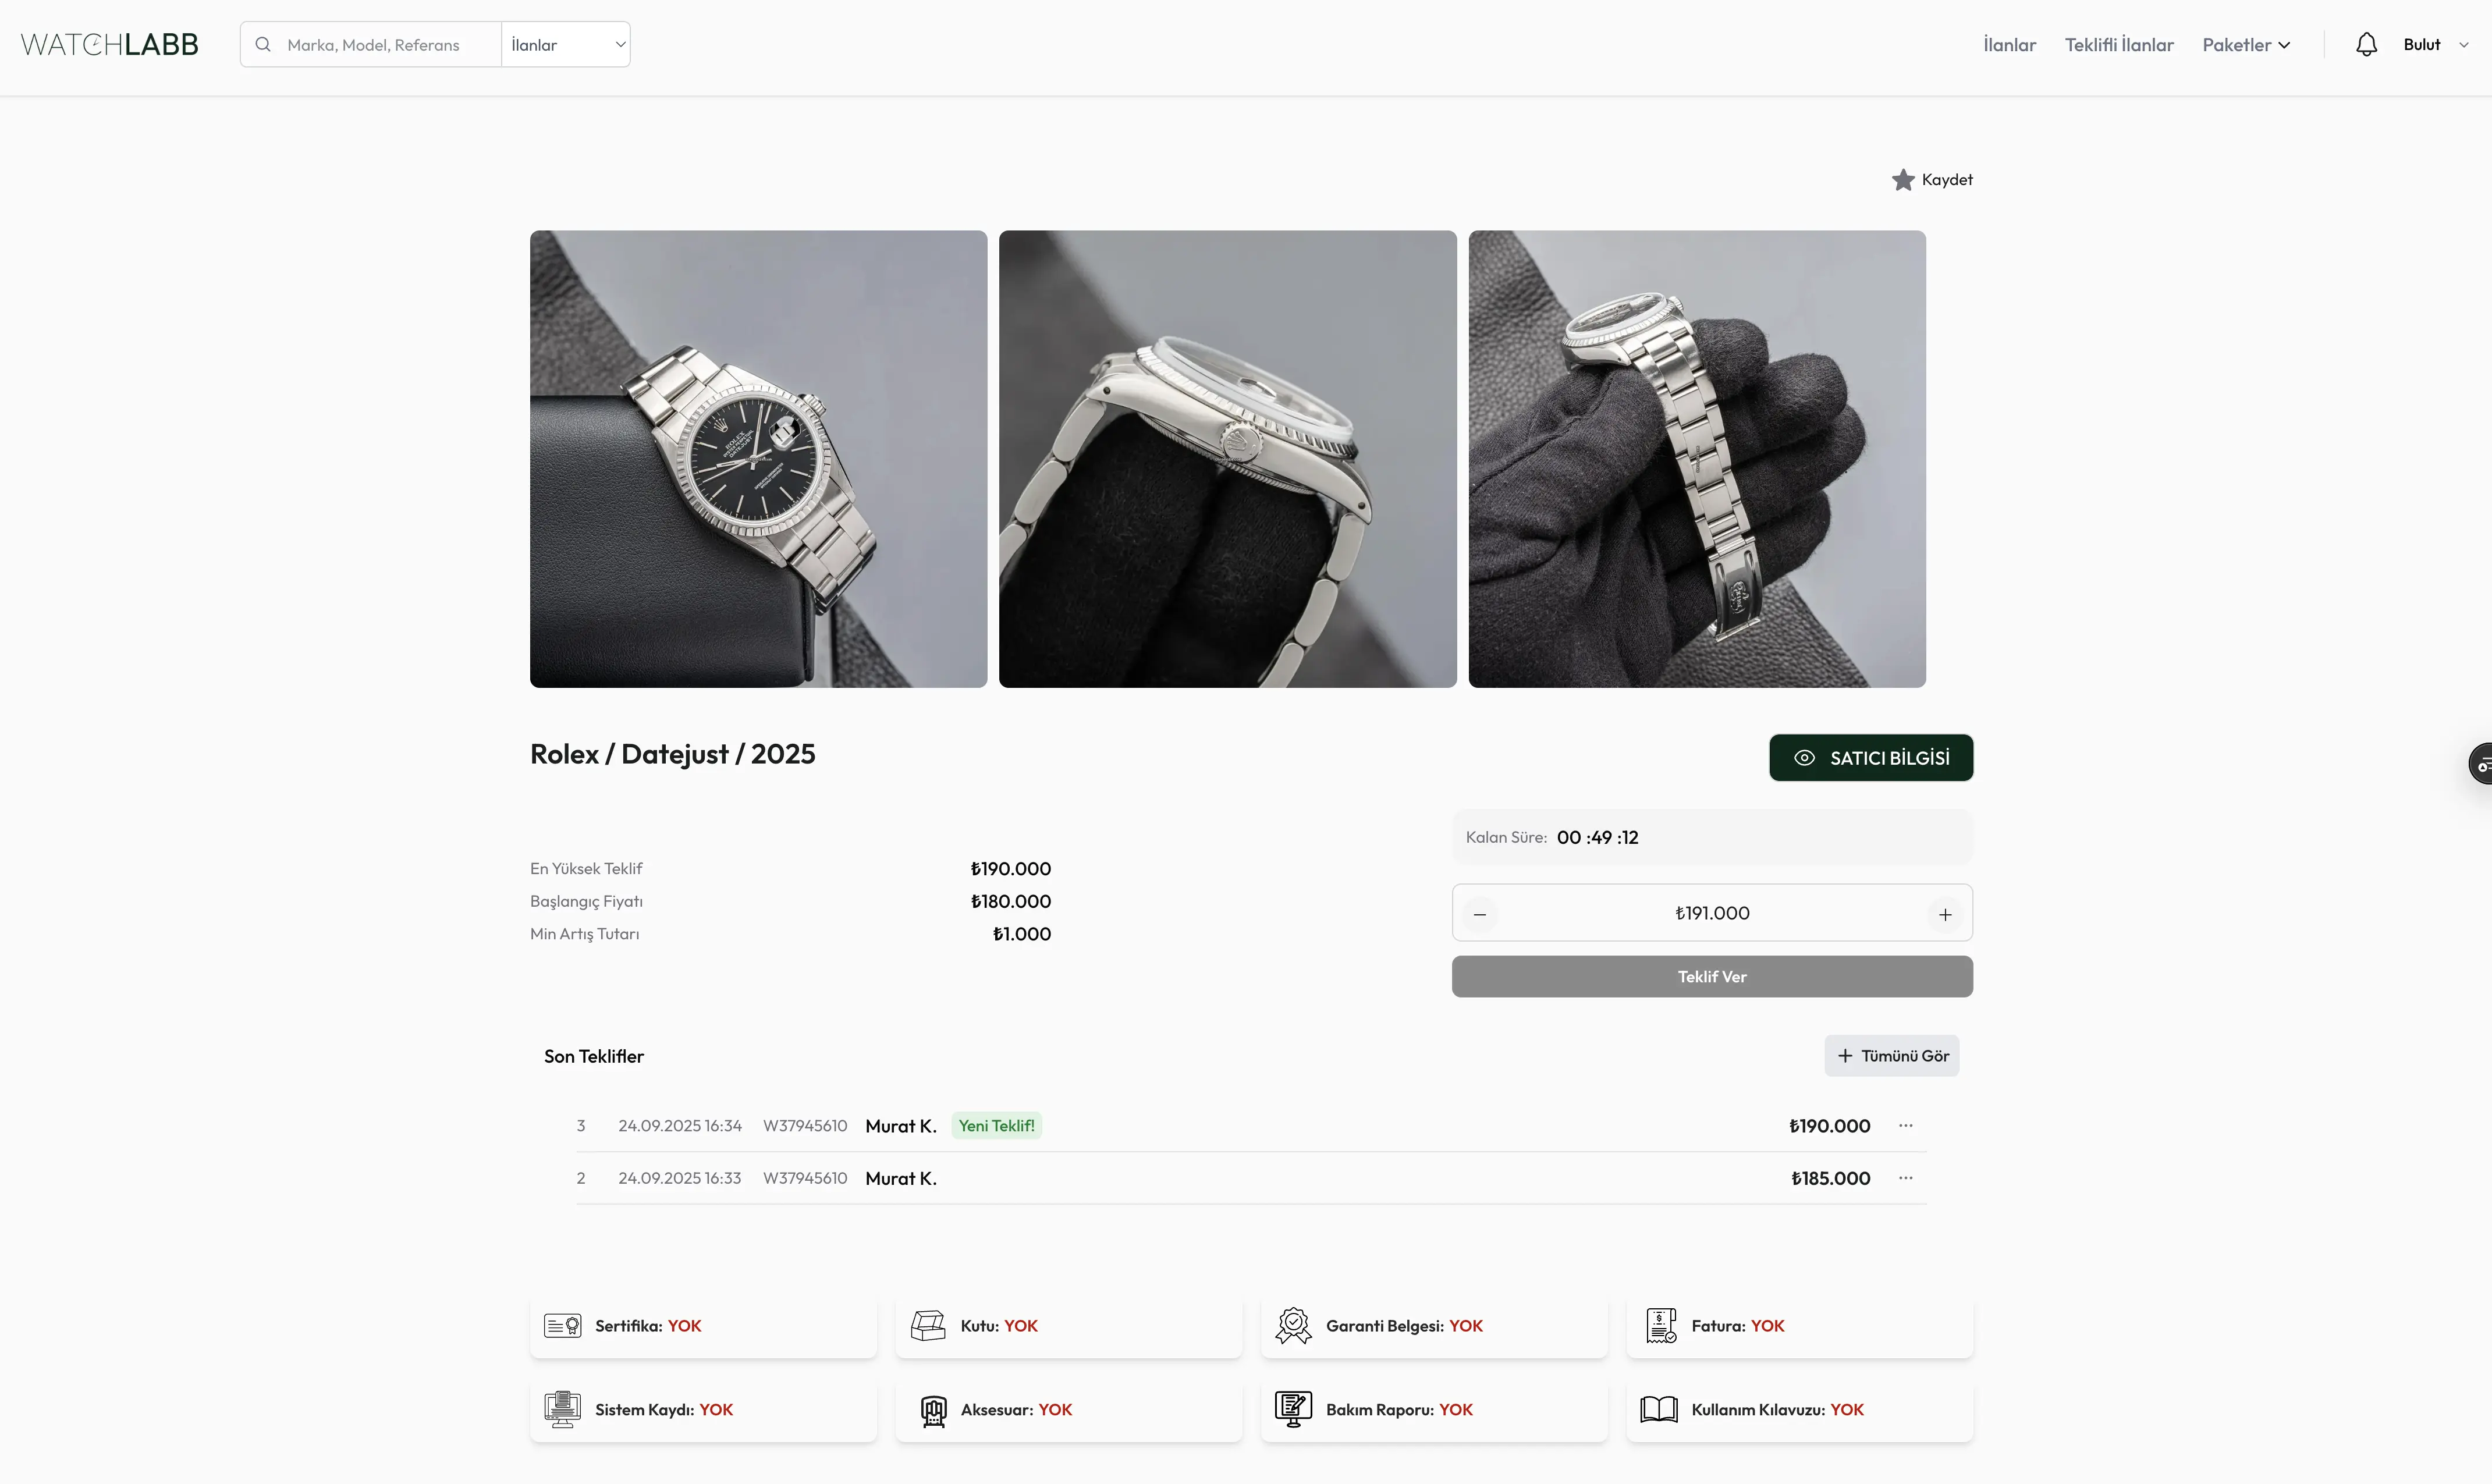 WATCHLABB
Marka, Model, Referans
İlanlar
İlanlar
Teklifli İlanlar
Paketler
Bulut
Kaydet
ROLEX
DATEJUST
Rolex / Datejust / 2025
SATICI BİLGİSİ
Kalan Süre: 00 :49 :12
En Yüksek Teklif ₺190.000
Başlangıç Fiyatı ₺180.000
Min Artış Tutarı ₺1.000
₺191.000
Teklif Ver
Son Teklifler
Tümünü Gör
3 24.09.2025 16:34 W37945610 Murat K. Yeni Teklif! ₺190.000
2 24.09.2025 16:33 W37945610 Murat K. ₺185.000
Sertifika: YOK
Kutu: YOK
Garanti Belgesi: YOK
Fatura: YOK
Sistem Kaydı: YOK
Aksesuar: YOK
Bakım Raporu: YOK
Kullanım Kılavuzu: YOK